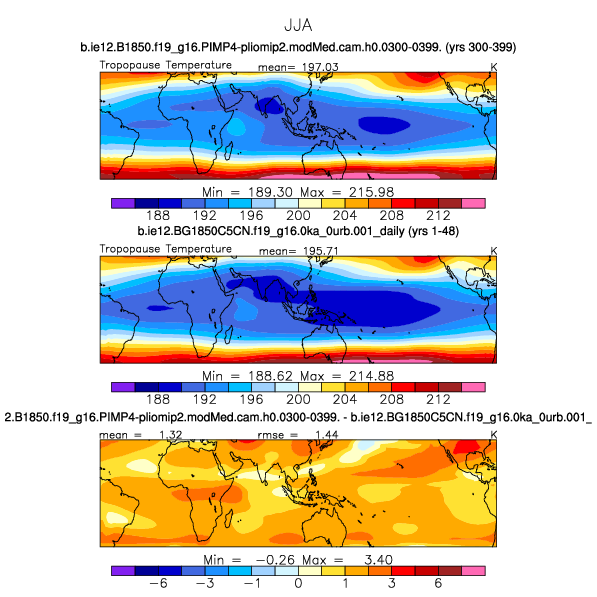 JJA
b.ie12.B1850.f19_g16.PIMP4-pliomip2.modMed.cam.h0.0300-0399. (yrs 300-399)
Tropopause Temperature mean= 197.03 K
Min = 189.30 Max = 215.98
188 192 196 200 204 208 212
b.ie12.BG1850C5CN.f19_g16.0ka_0urb.001_daily (yrs 1-48)
Tropopause Temperature mean= 195.71 K
Min = 188.62 Max = 214.88
188 192 196 200 204 208 212
2.B1850.f19_g16.PIMP4-pliomip2.modMed.cam.h0.0300-0399. - b.ie12.BG1850C5CN.f19_g16.0ka_0urb.001_
mean = 1.32 rmse = 1.44 K
Min = -0.26 Max = 3.40
-6 -3 -1 0 1 3 6